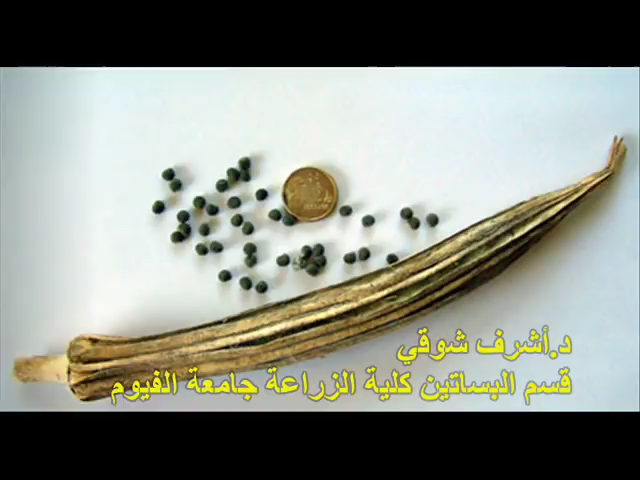 د.أشرف شوقي
قسم البساتين كلية الزراعة جامعة الفيوم